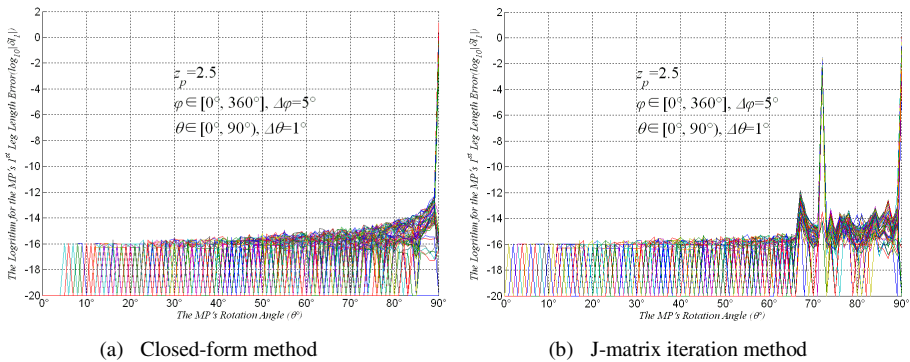 2
0
-2
-4
-6
-8
-10
-12
-14
-16
-18
-20
The Logrithm for the MP's 1st Leg Length Error(log10|δl1|)
zp=2.5
φ∈[0°, 360°], Δφ=5°
θ∈[0°, 90°), Δθ=1°
0° 10° 20° 30° 40° 50° 60° 70° 80° 90°
The MP's Rotation Angle (θ°)
(a) Closed-form method
2
0
-2
-4
-6
-8
-10
-12
-14
-16
-18
-20
The Logrithm for the MP's 1st Leg Length Error(log10|δl1|)
zp=2.5
φ∈[0°, 360°], Δφ=5°
θ∈[0°, 90°), Δθ=1°
0° 10° 20° 30° 40° 50° 60° 70° 80° 90°
The MP's Rotation Angle (θ°)
(b) J-matrix iteration method